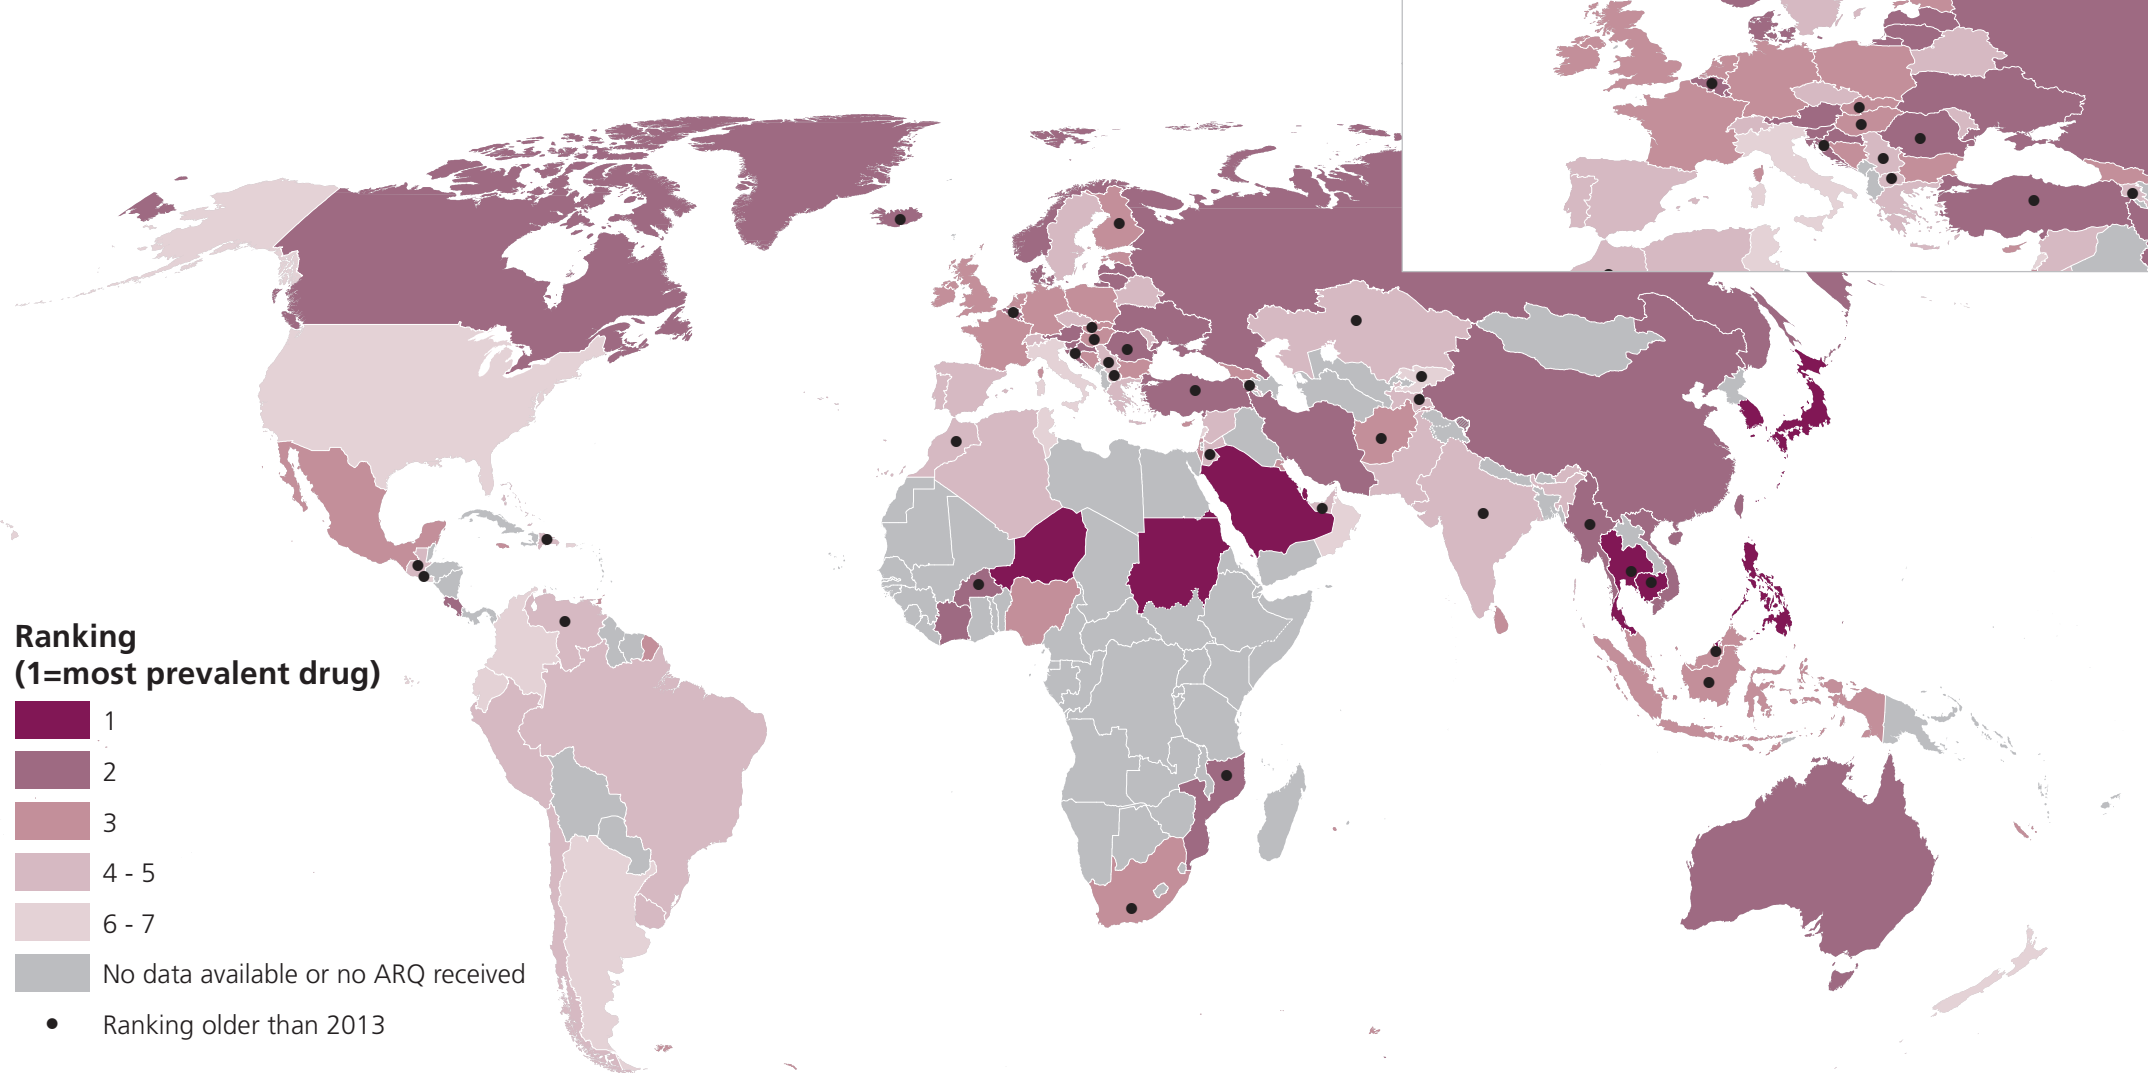 Ranking
(1=most prevalent drug)
1
2
3
4 - 5
6 - 7
No data available or no ARQ received
Ranking older than 2013